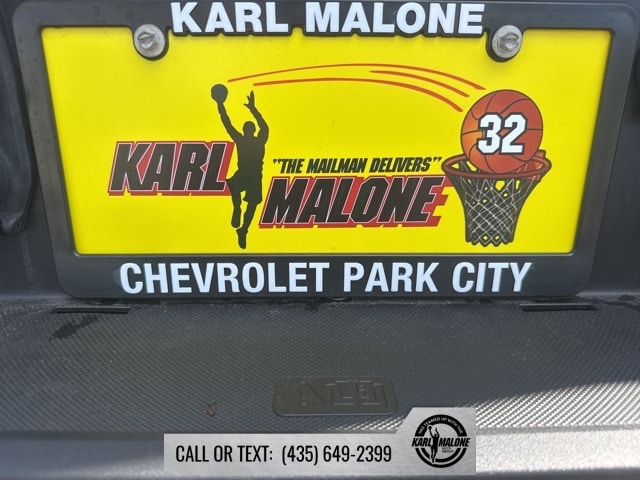 KARL MALONE
32
"THE MAILMAN DELIVERS"
KARL
MALONE
CHEVROLET PARK CITY
CALL OR TEXT: (435) 649-2399
KARL MALONE